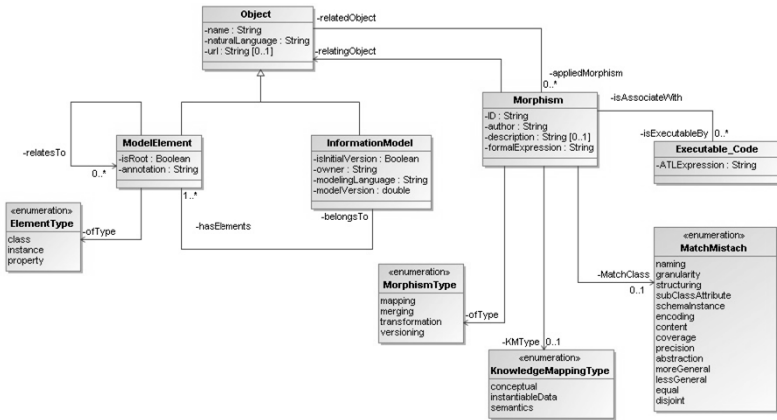 Object
-name : String
-naturalLanguage : String
-url : String [0..1]
-relatedObject
-relatingObject
-appliedMorphism
0..*
Morphism
-ID : String
-author : String
-description : String [0..1]
-formalExpression : String
-isAssociateWith
-isExecutableBy
0..*
Executable_Code
-ATLExpression : String
-relatesTo
0..*
ModelElement
-isRoot : Boolean
-annotation : String
1..*
InformationModel
-isInitialVersion : Boolean
-owner : String
-modelingLanguage : String
-modelVersion : double
-belongsTo
-hasElements
«enumeration»
ElementType
class
instance
property
-ofType
«enumeration»
MorphismType
mapping
merging
transformation
versioning
-ofType
-KMType
0..1
«enumeration»
KnowledgeMappingType
conceptual
instantiableData
semantics
-MatchClass
0..1
«enumeration»
MatchMistach
naming
granularity
structuring
subClassAttribute
schemaInstance
encoding
content
coverage
precision
abstraction
moreGeneral
lessGeneral
equal
disjoint